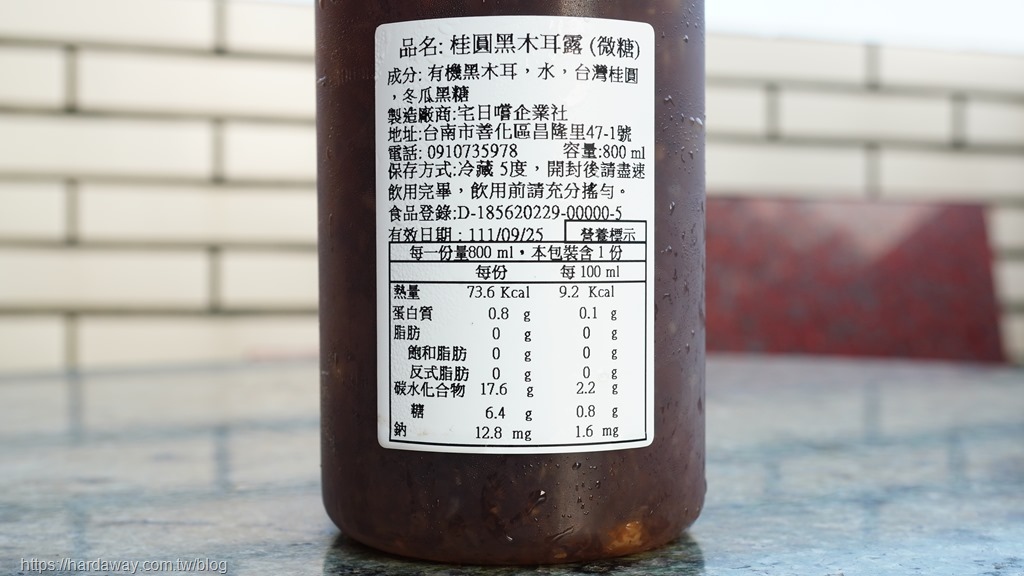 品名: 桂圓黑木耳露 (微糖)
成分: 有機黑木耳，水，台灣桂圓
，冬瓜黑糖
製造廠商:宅日嚐企業社
地址:台南市善化區昌隆里47-1號
電話: 0910735978 容量:800 ml
保存方式:冷藏 5度，開封後請盡速
飲用完畢，飲用前請充分搖勻。
食品登錄:D-185620229-00000-5
有效日期：111/09/25 營養標示
每一份量800 ml，本包裝含 1 份
每份 每 100 ml
熱量 73.6 Kcal 9.2 Kcal
蛋白質 0.8 g 0.1 g
脂肪 0 g 0 g
飽和脂肪 0 g 0 g
反式脂肪 0 g 0 g
碳水化合物 17.6 g 2.2 g
糖 6.4 g 0.8 g
鈉 12.8 mg 1.6 mg
https://hardaway.com.tw/blog